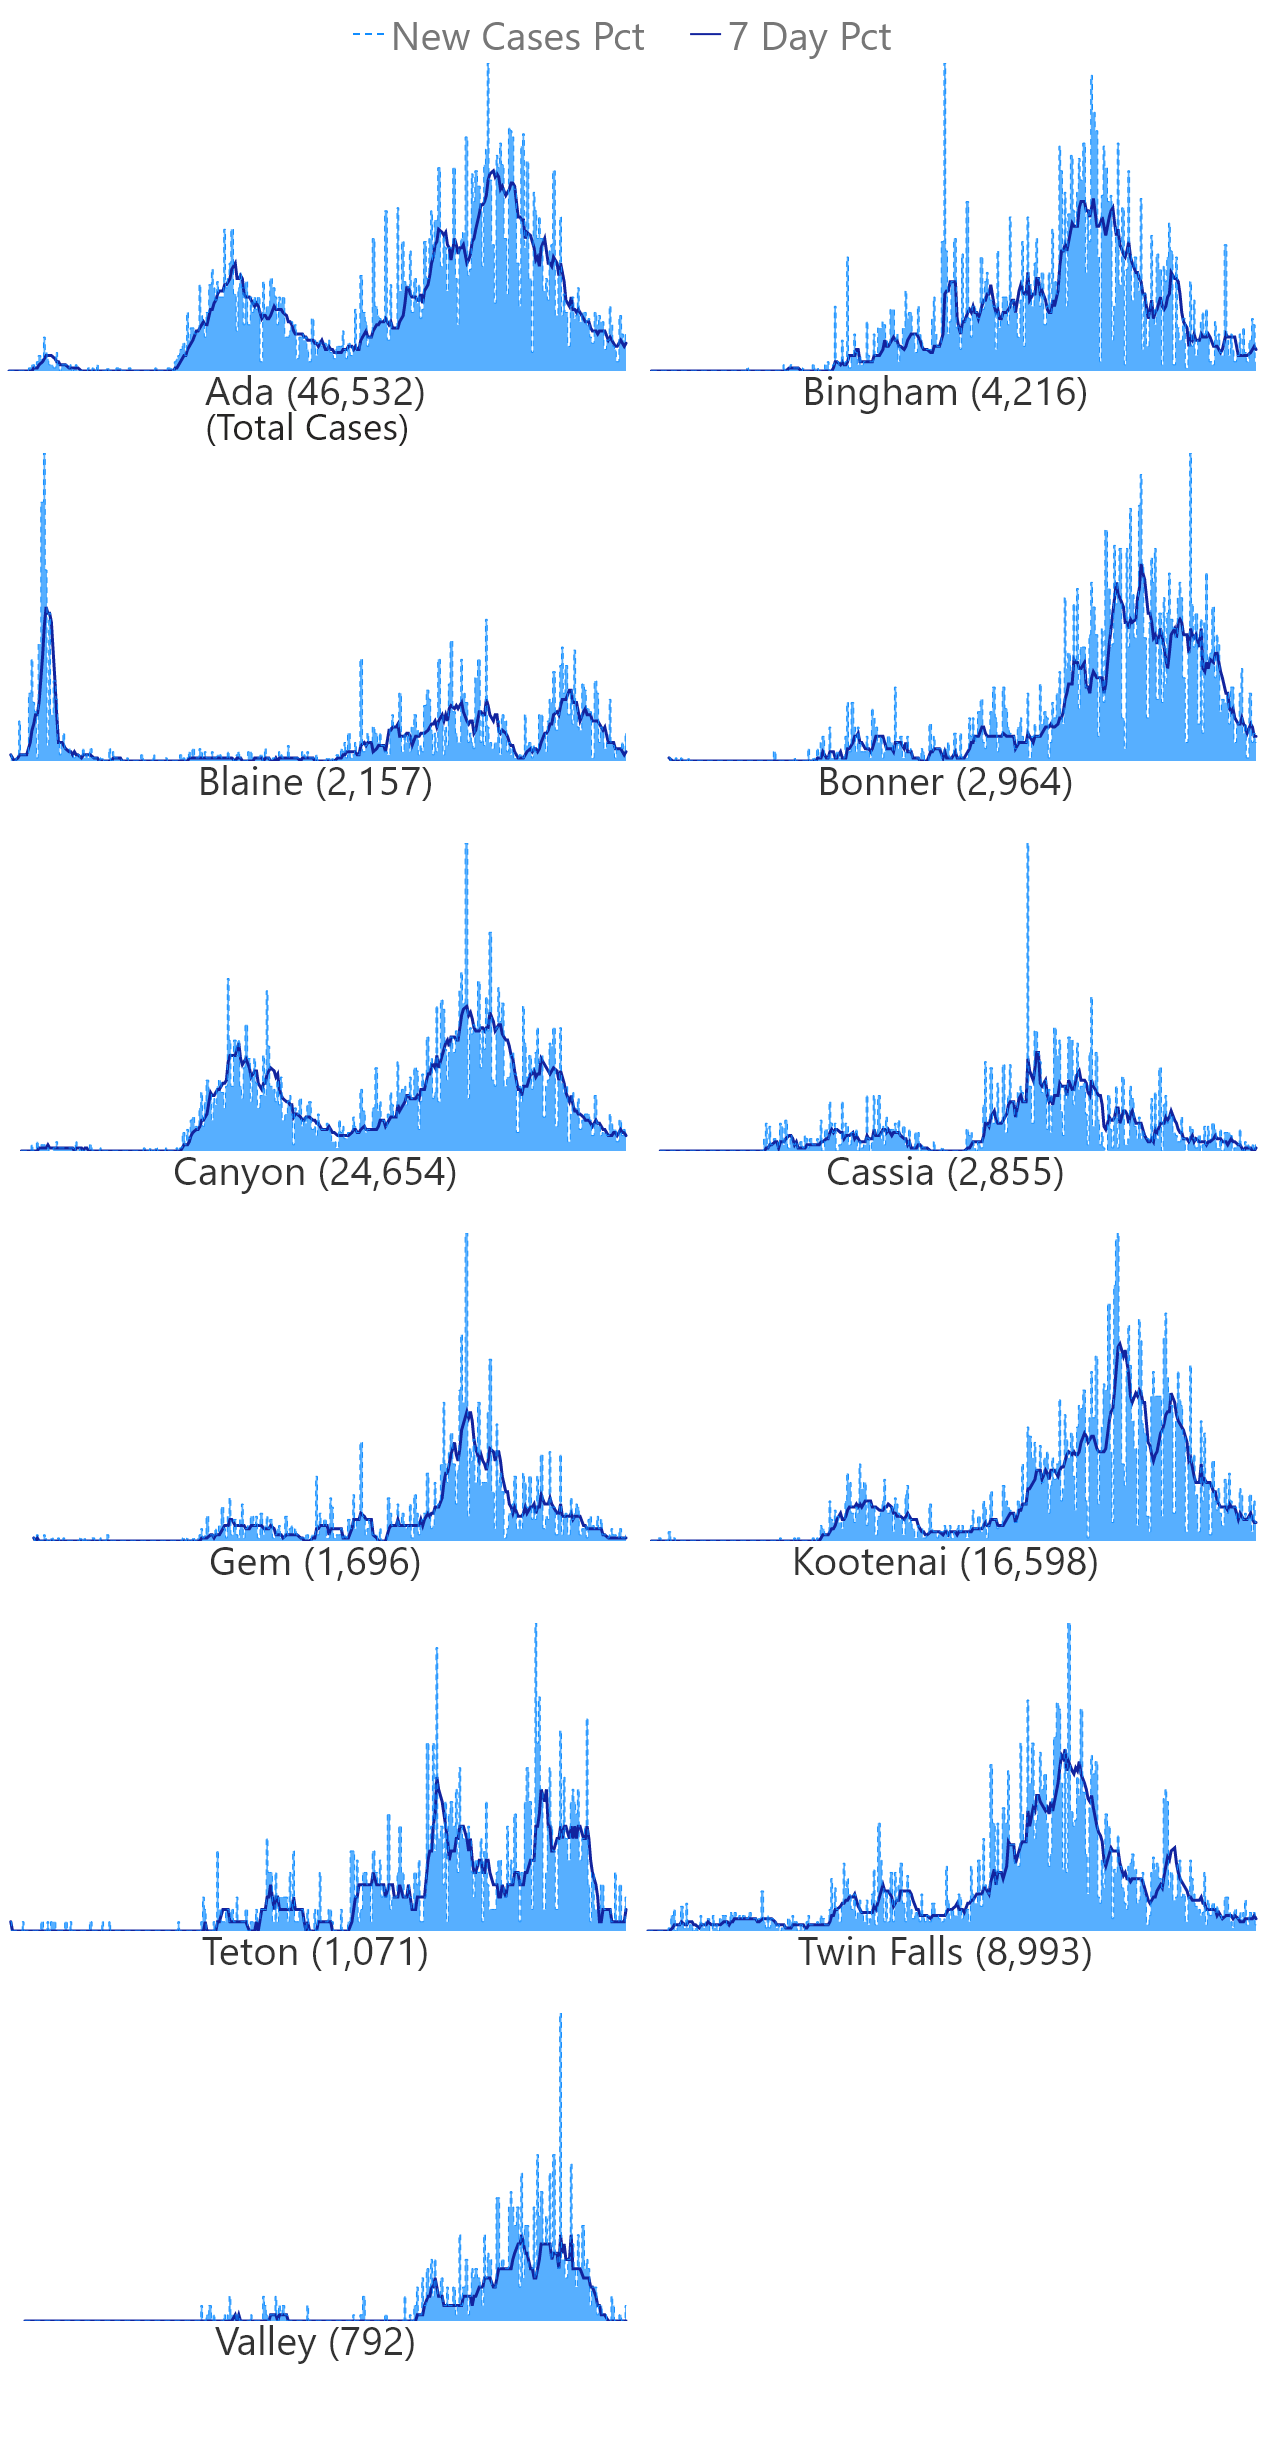 New Cases Pct 7 Day Pct
Ada (46,532) Bingham (4,216)
(Total Cases)
Blaine (2,157) Bonner (2,964)
Canyon (24,654) Cassia (2,855)
Gem (1,696) Kootenai (16,598)
Teton (1,071) Twin Falls (8,993)
Valley (792)